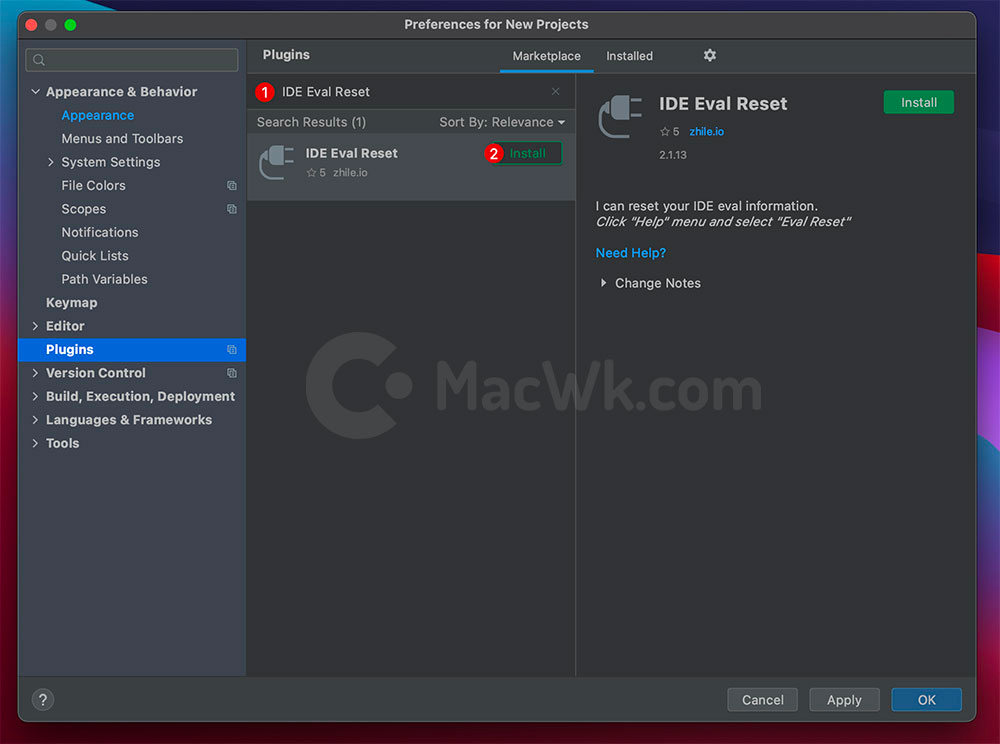 Preferences for New Projects
Plugins
Marketplace
Installed
Appearance & Behavior
Appearance
Menus and Toolbars
System Settings
File Colors
Scopes
Notifications
Quick Lists
Path Variables
Keymap
Editor
Plugins
Version Control
Build, Execution, Deployment
Languages & Frameworks
Tools
1 IDE Eval Reset
Search Results (1) Sort By: Relevance
IDE Eval Reset
2 Install
5 zhile.io
IDE Eval Reset
Install
5 zhile.io
2.1.13
I can reset your IDE eval information.
Click "Help" menu and select "Eval Reset"
Need Help?
Change Notes
MacWk.com
?
Cancel
Apply
OK